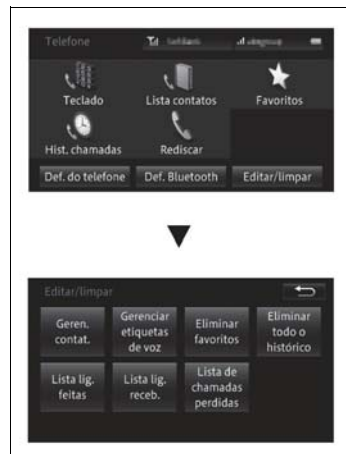 Telefone
Teclado
Lista contatos
Favoritos
Hist. chamadas
Rediscar
Def. do telefone
Def. Bluetooth
Editar/limpar
Editar/limpar
Geren.
contat.
Gerenciar
etiquetas
de voz
Eliminar
favoritos
Eliminar
todo o
histórico
Lista lig.
feitas
Lista lig.
receb.
Lista de
chamadas
perdidas